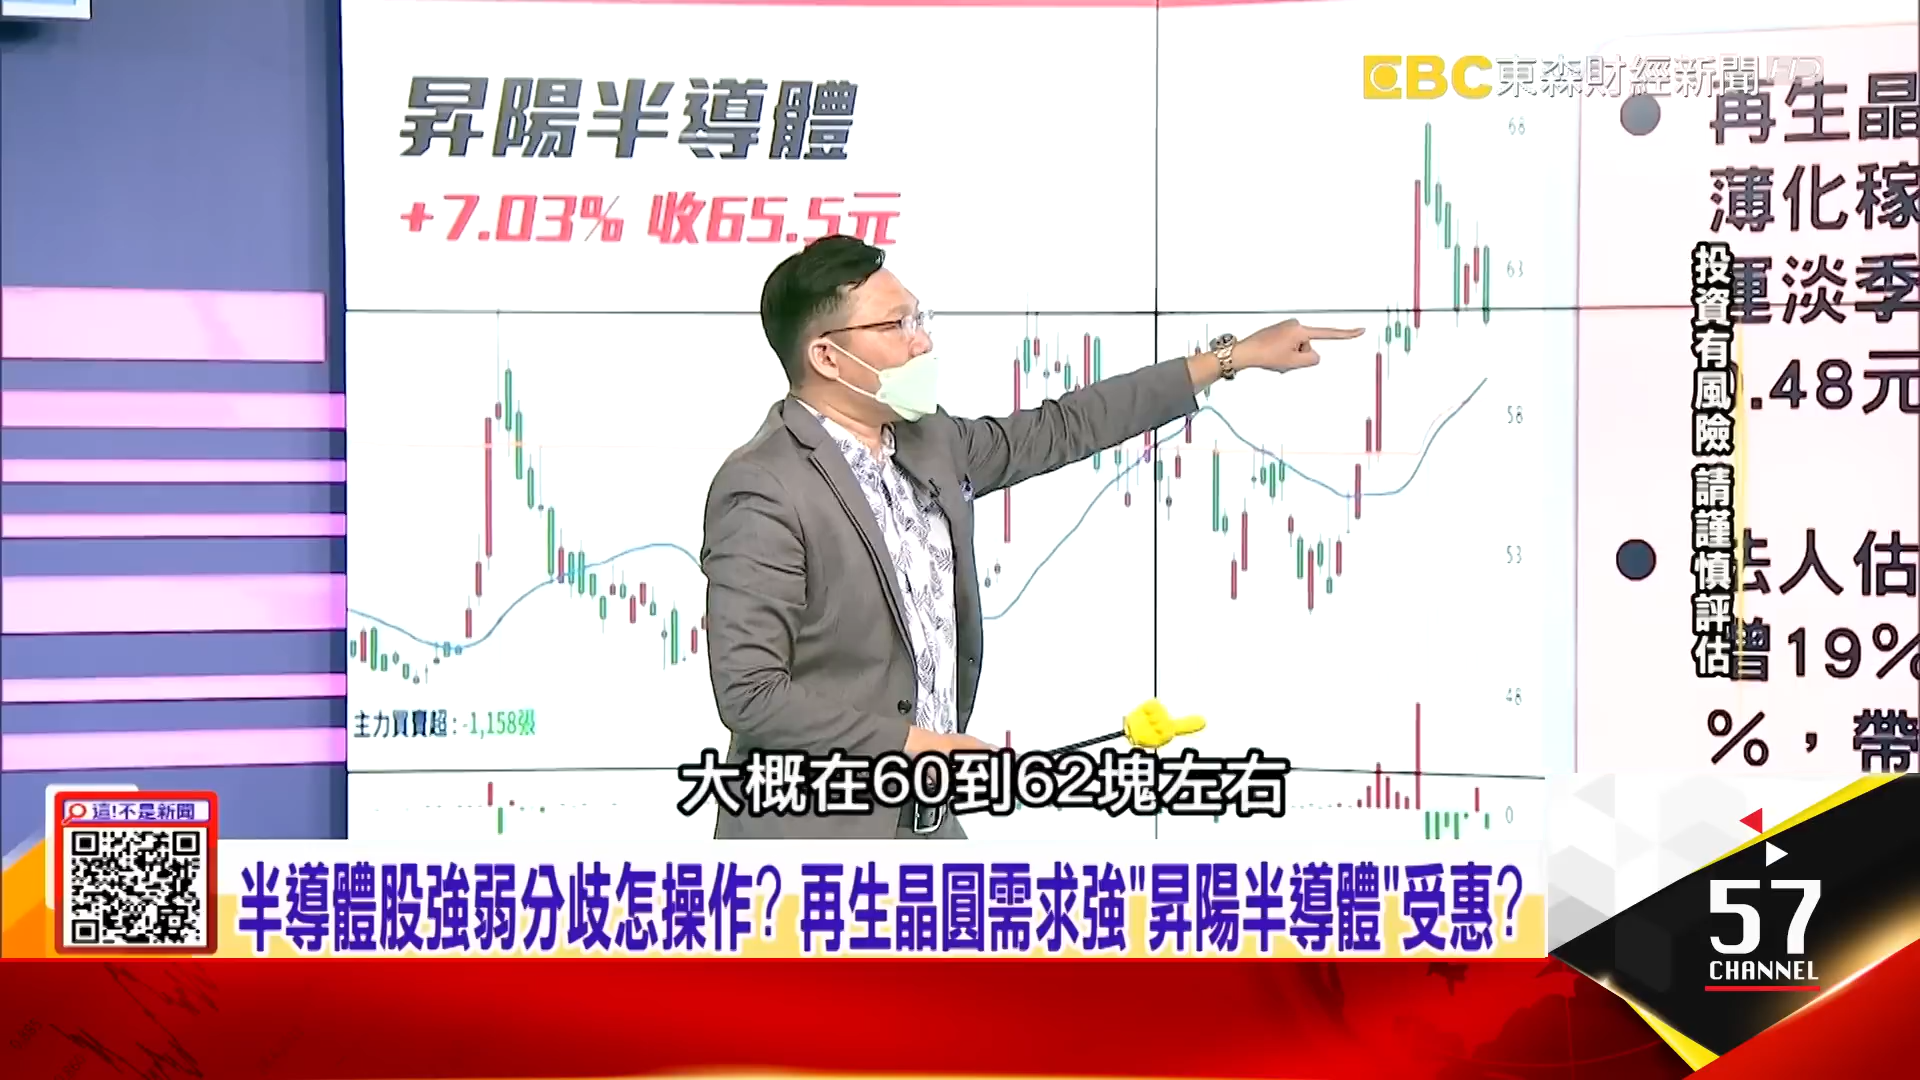 昇陽半導體
+7.03% 收65.5元
EBC 東森財經新聞 HD
68
63
58
53
48
0
主力買賣超:-1,158張
再生晶
薄化稼
運淡季
.48元
法人估
增19%
%，帶
投資有風險 請謹慎評估
大概在60到62塊左右
這!不是新聞
半導體股強弱分歧怎操作? 再生晶圓需求強"昇陽半導體"受惠?
57
CHANNEL